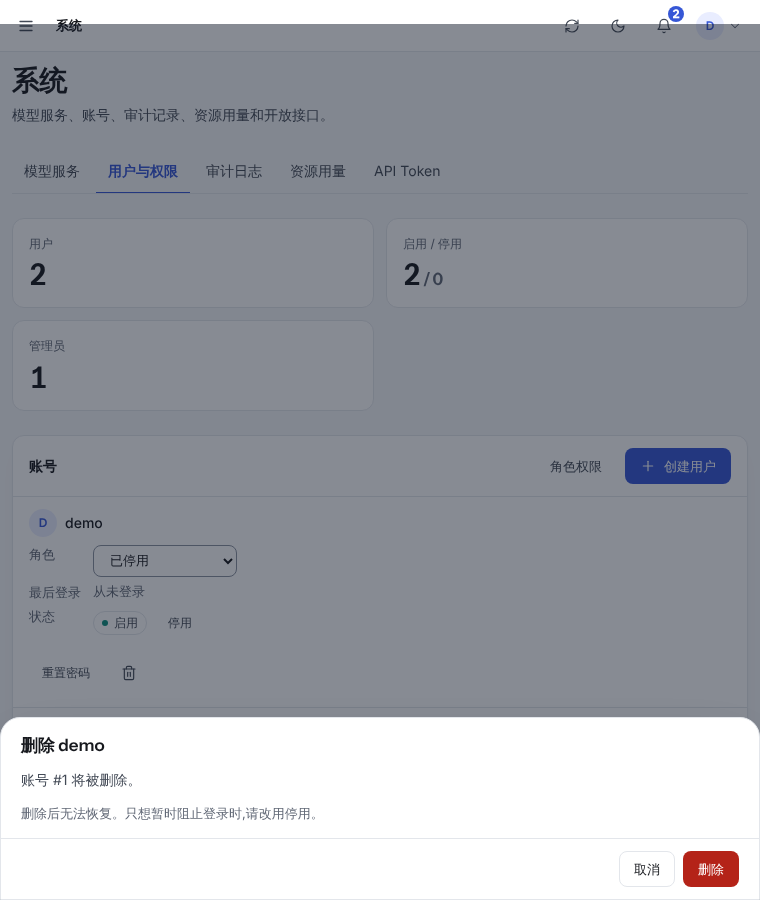 系统
2
D
系统
模型服务、账号、审计记录、资源用量和开放接口。
模型服务 用户与权限 审计日志 资源用量 API Token
用户
2
启用 / 停用
2 / 0
管理员
1
账号
角色权限
创建用户
D demo
角色 已停用
最后登录 从未登录
状态 启用 停用
重置密码
删除 demo
账号 #1 将被删除。
删除后无法恢复。只想暂时阻止登录时,请改用停用。
取消 删除